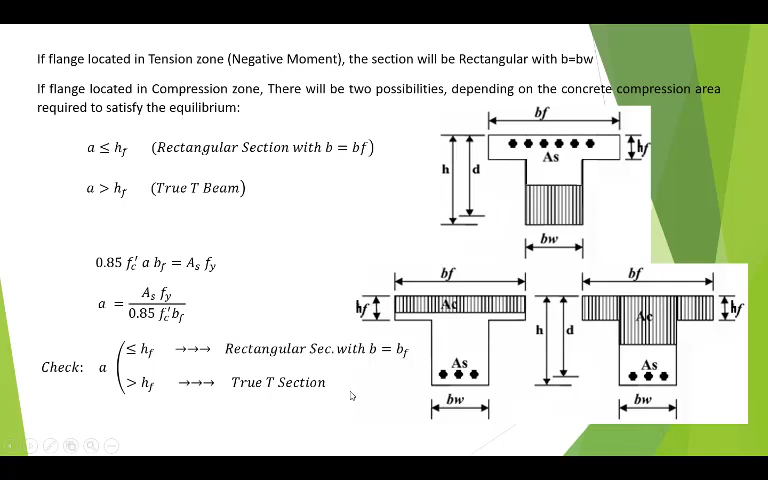 If flange located in Tension zone (Negative Moment), the section will be Rectangular with b=bw
If flange located in Compression zone, There will be two possibilities, depending on the concrete compression area
required to satisfy the equilibrium:
a ≤ h_f (Rectangular Section with b = bf)
a > h_f (True T Beam)
0.85 f_c′ a b_f = A_s f_y
a = A_s f_y / 0.85 f_c′ b_f
Check: a
≤ h_f →→→ Rectangular Sec. with b = b_f
> h_f →→→ True T Section
bf
As
hf
h
d
bw
bf
hf
Ac
h
d
As
bw
bf
hf
Ac
As
bw